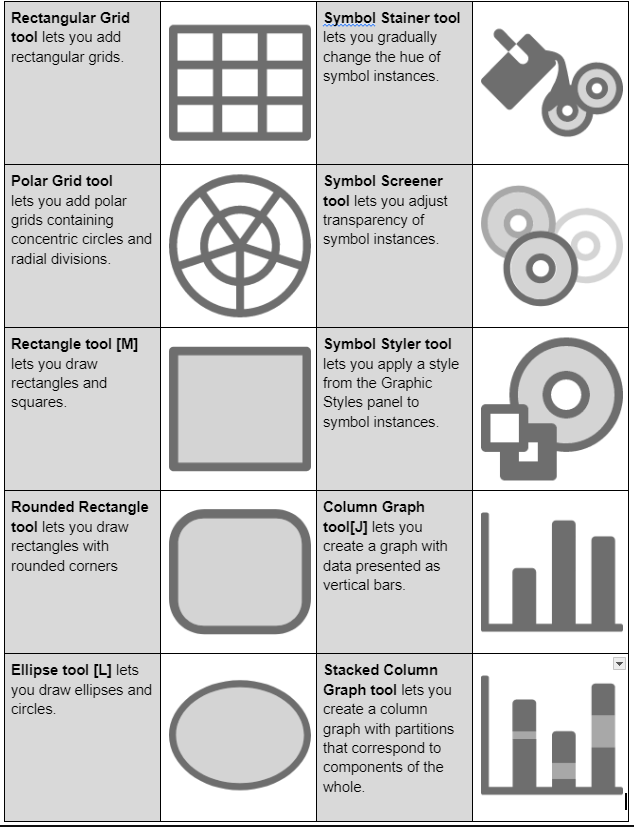 Rectangular Grid
tool lets you add
rectangular grids.
Symbol Stainer tool
lets you gradually
change the hue of
symbol instances.
Polar Grid tool
lets you add polar
grids containing
concentric circles and
radial divisions.
Symbol Screener
tool lets you adjust
transparency of
symbol instances.
Rectangle tool [M]
lets you draw
rectangles and
squares.
Symbol Styler tool
lets you apply a style
from the Graphic
Styles panel to
symbol instances.
Rounded Rectangle
tool lets you draw
rectangles with
rounded corners
Column Graph
tool[J] lets you
create a graph with
data presented as
vertical bars.
Ellipse tool [L] lets
you draw ellipses and
circles.
Stacked Column
Graph tool lets you
create a column
graph with partitions
that correspond to
components of the
whole.